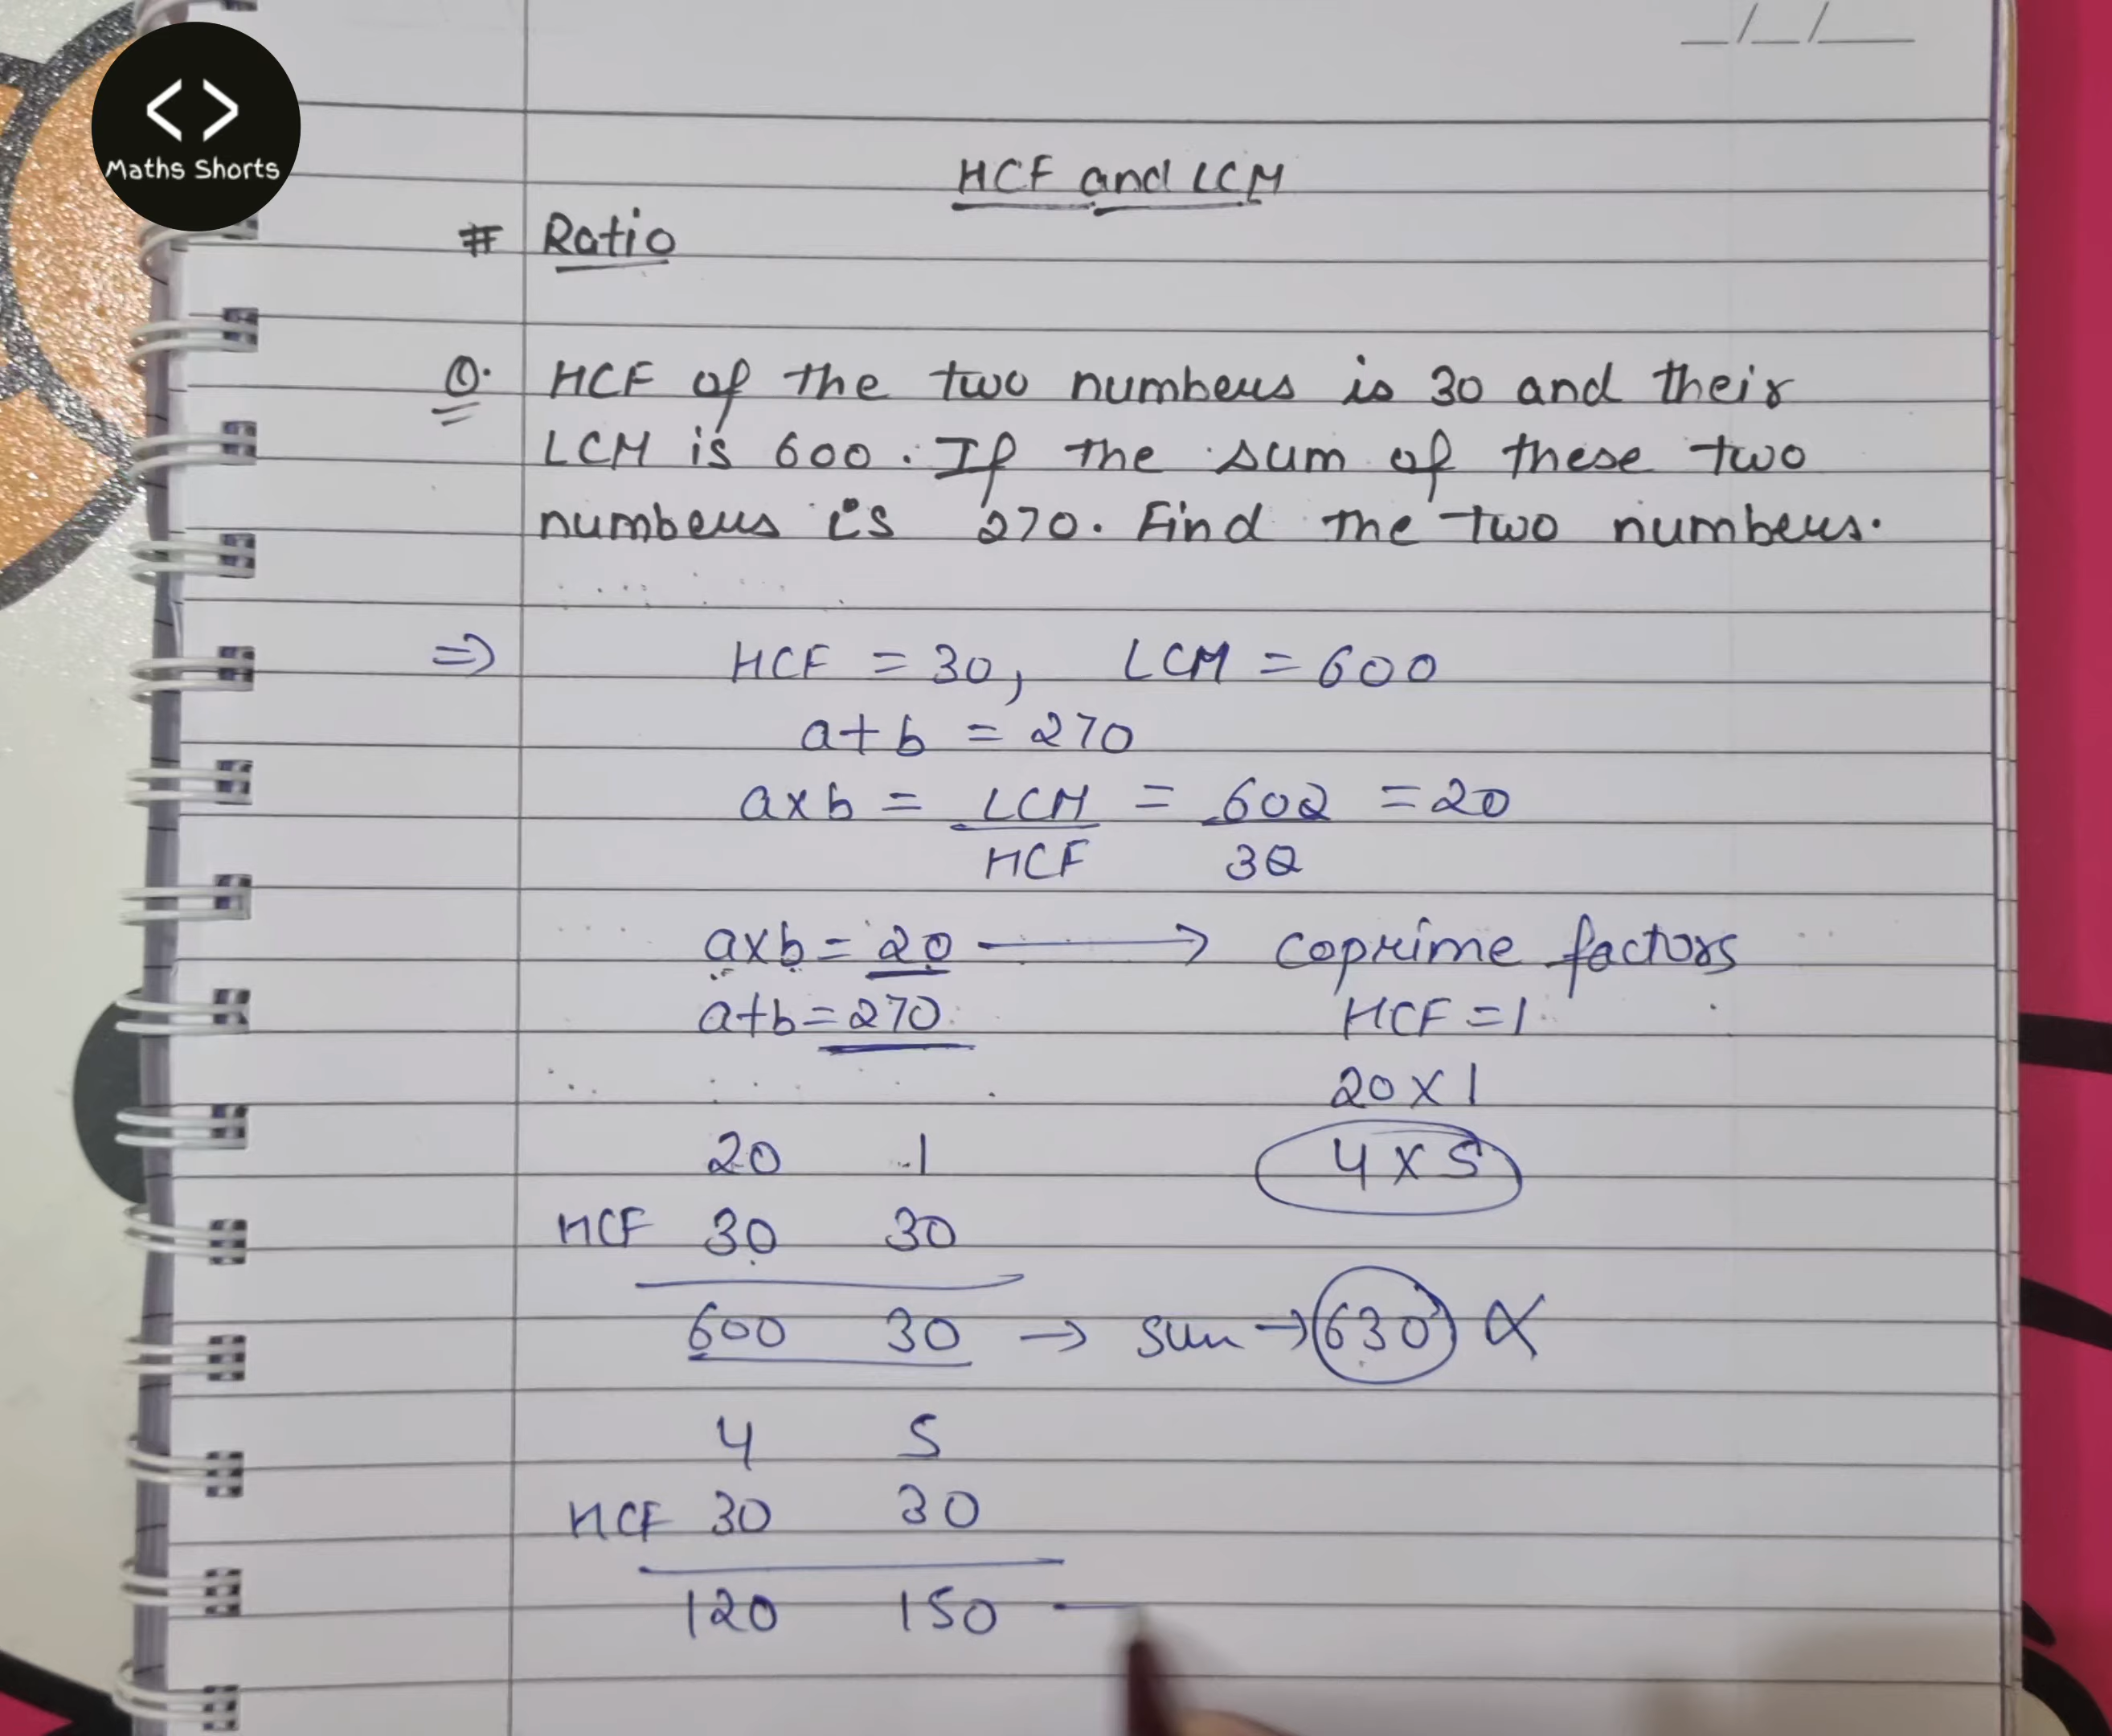 <>
Maths Shorts
_/_/__
HCF and LCM
# Ratio
Q. HCF of the two numbers is 30 and their
LCM is 600. If the sum of these two
numbers is 270. Find the two numbers.
=> HCF = 30, LCM = 600
a+b = 270
a×b = LCM/HCF = 600/30 = 20
a×b = 20 → coprime factors
a+b = 270 HCF = 1
20×1
20 1 4×5
HCF 30 30
600 30 → sum → 630 ×
4 5
HCF 30 30
120 150 —